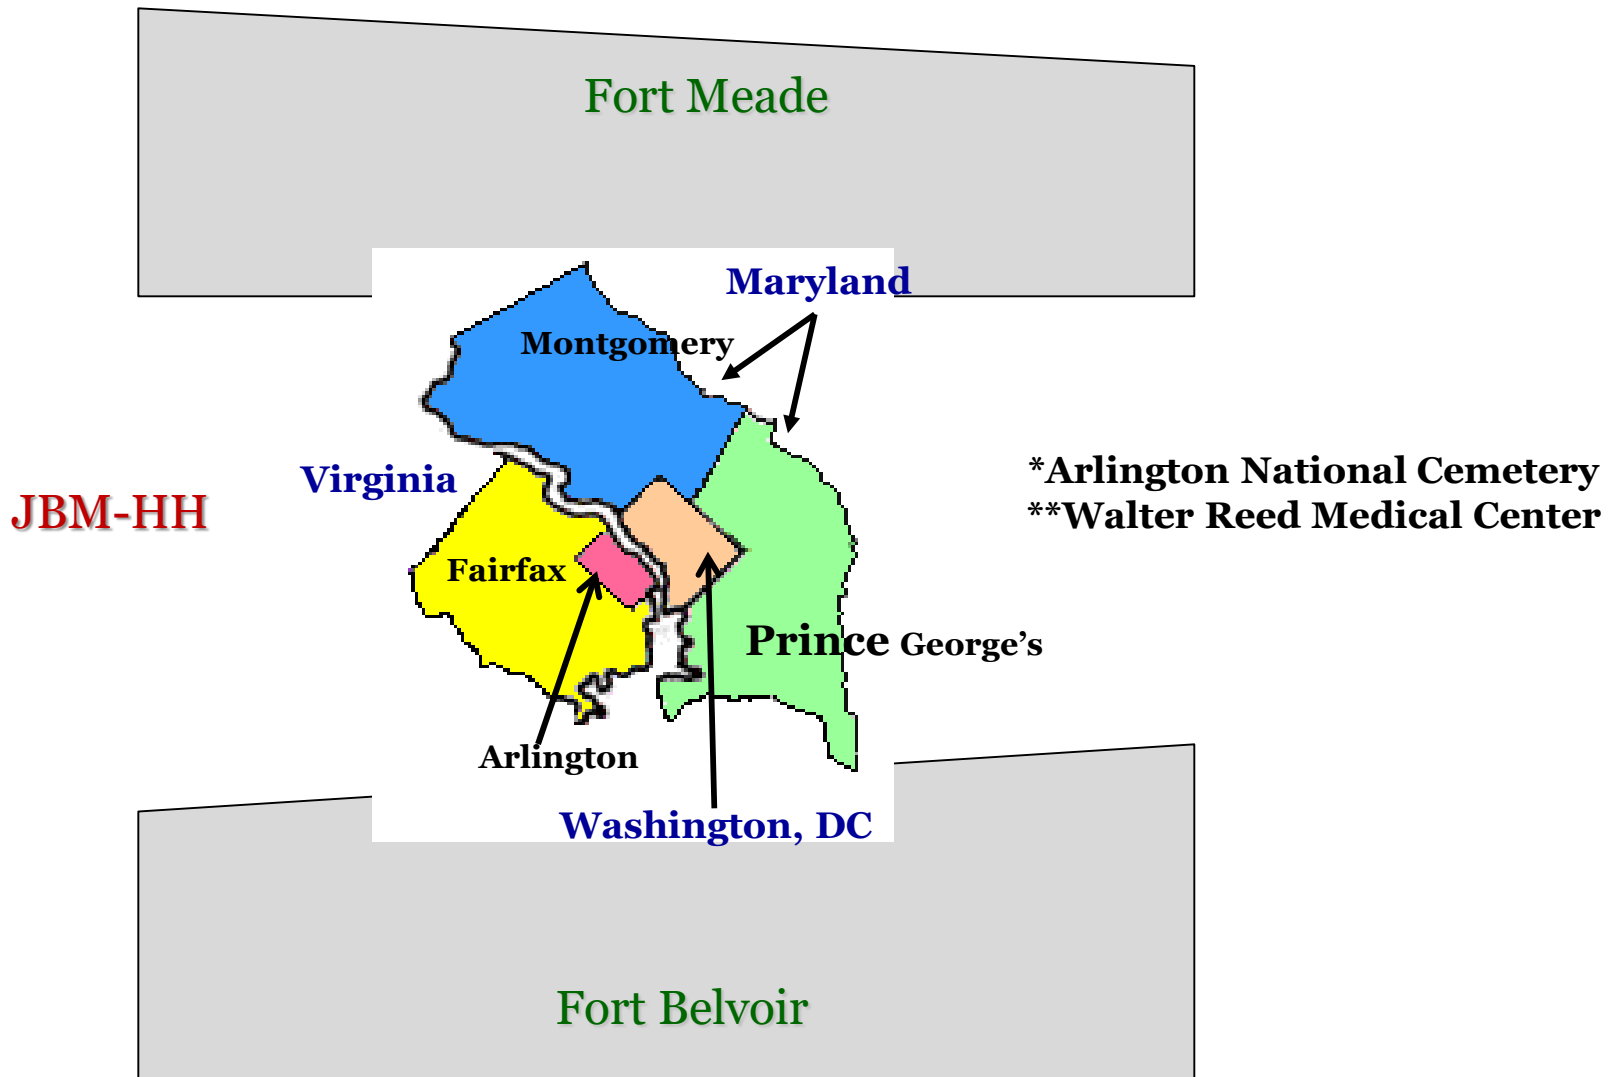 Fort Meade
Maryland
Montgomery
Virginia
*Arlington National Cemetery
**Walter Reed Medical Center
JBM-HH
Fairfax
Prince George’s
Arlington
Washington, DC
Fort Belvoir